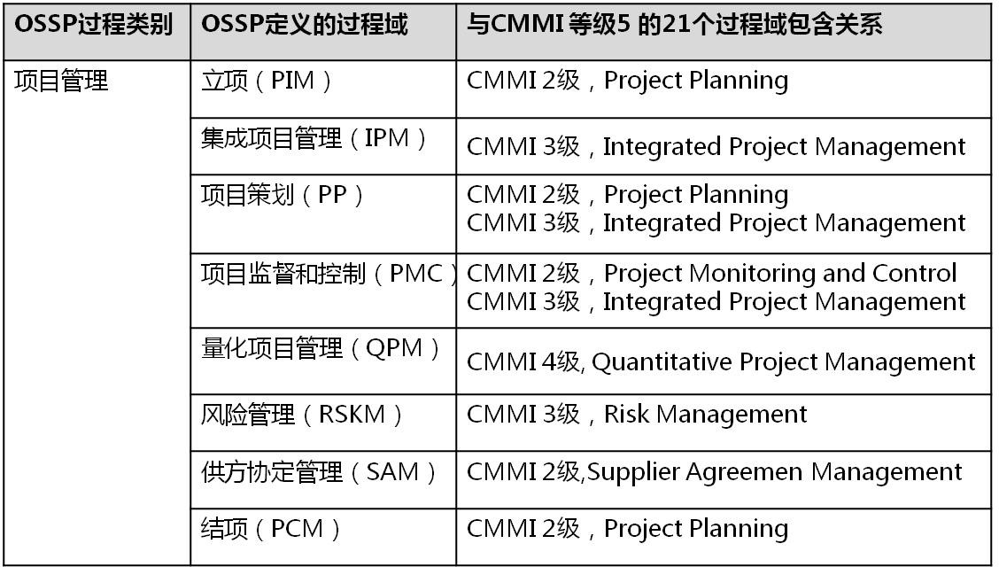 OSSP过程类别 OSSP定义的过程域 与CMMI 等级5 的21个过程域包含关系
项目管理 立项（PIM） CMMI 2级，Project Planning
集成项目管理（IPM） CMMI 3级，Integrated Project Management
项目策划（PP） CMMI 2级，Project Planning
CMMI 3级，Integrated Project Management
项目监督和控制（PMC） CMMI 2级，Project Monitoring and Control
CMMI 3级，Integrated Project Management
量化项目管理（QPM） CMMI 4级, Quantitative Project Management
风险管理（RSKM） CMMI 3级，Risk Management
供方协定管理（SAM） CMMI 2级,Supplier Agreemen Management
结项（PCM） CMMI 2级，Project Planning